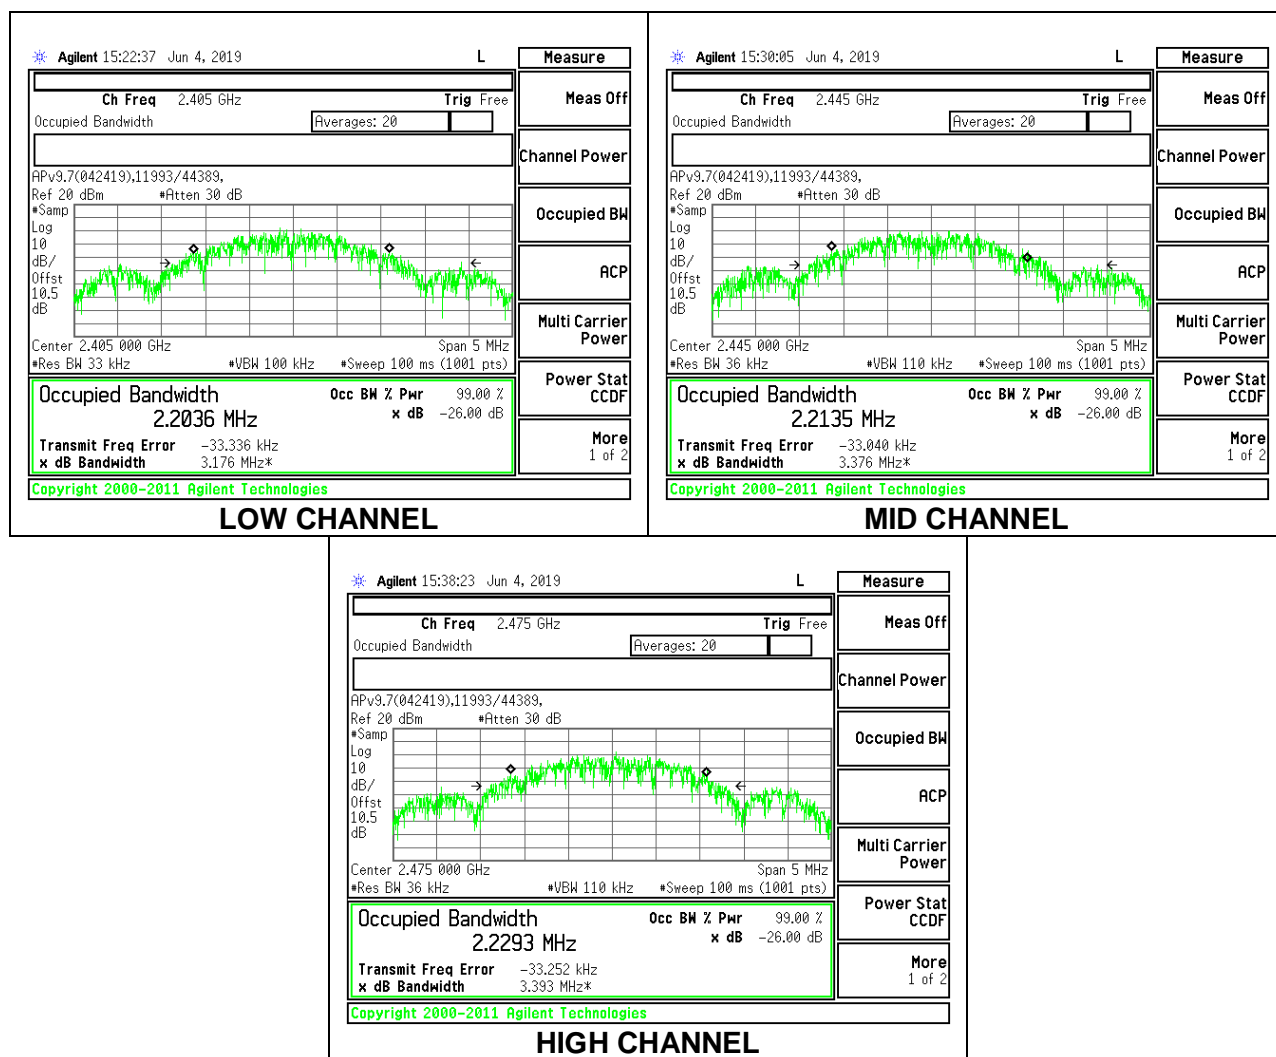 Agilent 15:22:37 Jun 4, 2019 L Measure
Ch Freq 2.405 GHz Trig Free
Meas Off
Occupied Bandwidth Averages: 20
Channel Power
APv9.7(042419),11993/44389,
Ref 20 dBm #Atten 30 dB
#Samp
Log
10
dB/
Offst
10.5
dB
Occupied BW
ACP
Multi Carrier
Power
Center 2.405 000 GHz Span 5 MHz
#Res BW 33 kHz #VBW 100 kHz #Sweep 100 ms (1001 pts)
Power Stat
CCDF
Occupied Bandwidth Occ BW % Pwr 99.00 %
2.2036 MHz x dB -26.00 dB
More
1 of 2
Transmit Freq Error -33.336 kHz
x dB Bandwidth 3.176 MHz*
Copyright 2000-2011 Agilent Technologies
LOW CHANNEL
Agilent 15:30:05 Jun 4, 2019 L Measure
Ch Freq 2.445 GHz Trig Free
Meas Off
Occupied Bandwidth Averages: 20
Channel Power
APv9.7(042419),11993/44389,
Ref 20 dBm #Atten 30 dB
#Samp
Log
10
dB/
Offst
10.5
dB
Occupied BW
ACP
Multi Carrier
Power
Center 2.445 000 GHz Span 5 MHz
#Res BW 36 kHz #VBW 110 kHz #Sweep 100 ms (1001 pts)
Power Stat
CCDF
Occupied Bandwidth Occ BW % Pwr 99.00 %
2.2135 MHz x dB -26.00 dB
More
1 of 2
Transmit Freq Error -33.040 kHz
x dB Bandwidth 3.376 MHz*
Copyright 2000-2011 Agilent Technologies
MID CHANNEL
Agilent 15:38:23 Jun 4, 2019 L Measure
Ch Freq 2.475 GHz Trig Free
Meas Off
Occupied Bandwidth Averages: 20
Channel Power
APv9.7(042419),11993/44389,
Ref 20 dBm #Atten 30 dB
#Samp
Log
10
dB/
Offst
10.5
dB
Occupied BW
ACP
Multi Carrier
Power
Center 2.475 000 GHz Span 5 MHz
#Res BW 36 kHz #VBW 110 kHz #Sweep 100 ms (1001 pts)
Power Stat
CCDF
Occupied Bandwidth Occ BW % Pwr 99.00 %
2.2293 MHz x dB -26.00 dB
More
1 of 2
Transmit Freq Error -33.252 kHz
x dB Bandwidth 3.393 MHz*
Copyright 2000-2011 Agilent Technologies
HIGH CHANNEL